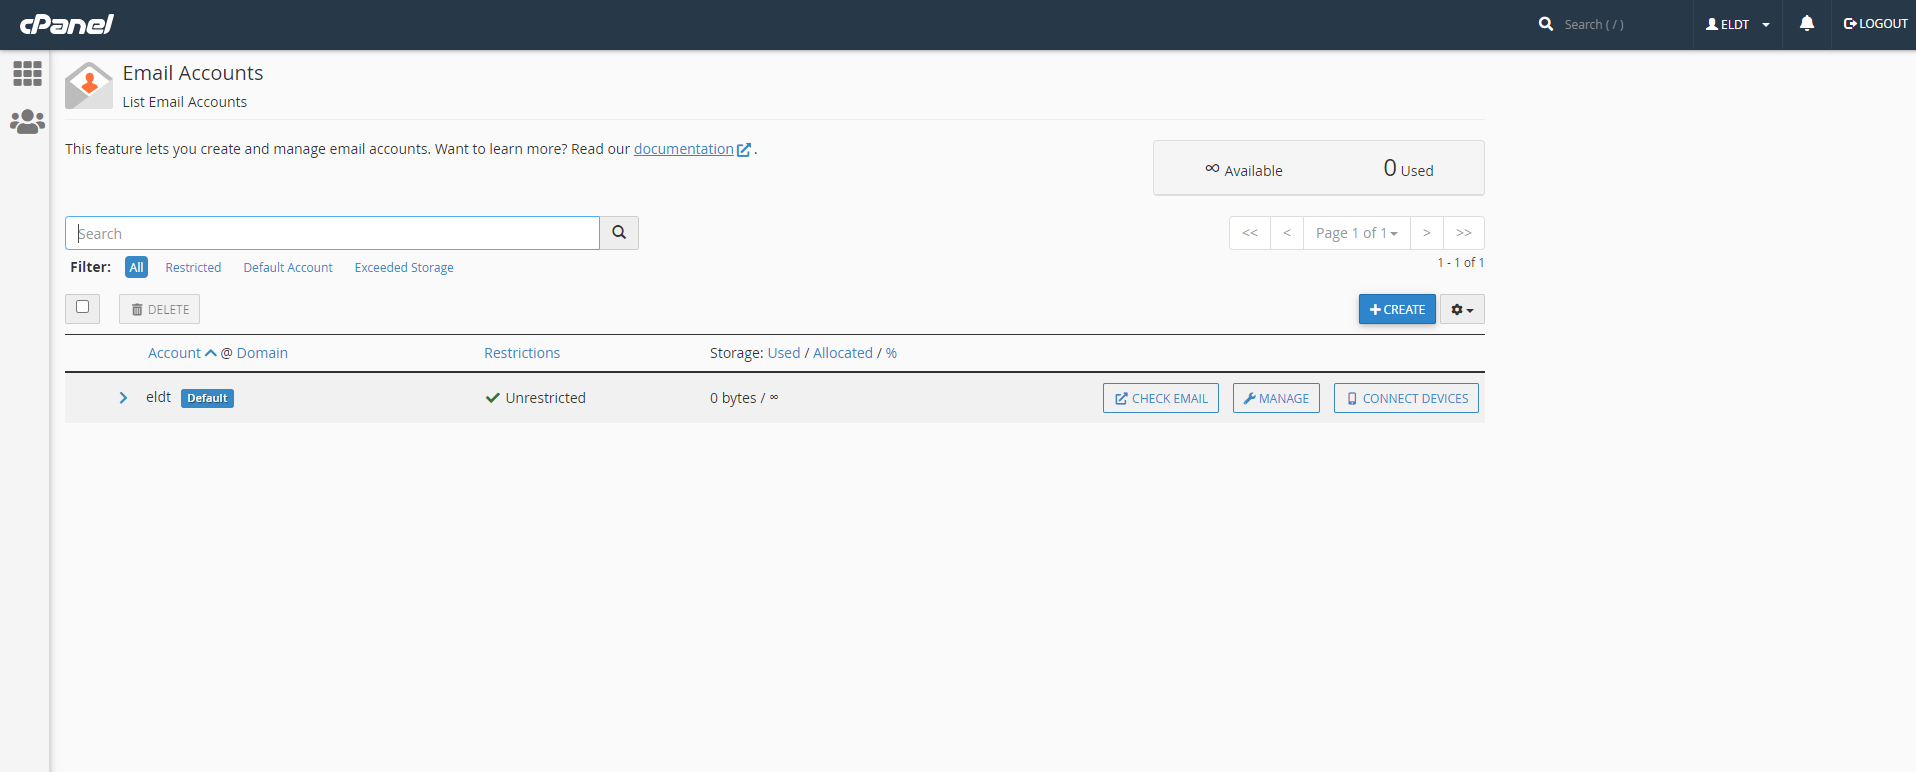 cPanel
Search ( / )
ELDT
LOGOUT
Email Accounts
List Email Accounts
This feature lets you create and manage email accounts. Want to learn more? Read our documentation .
∞ Available
0 Used
Search
<< < Page 1 of 1 > >>
Filter: All Restricted Default Account Exceeded Storage
1 - 1 of 1
DELETE
+ CREATE
Account @ Domain
Restrictions
Storage: Used / Allocated / %
eldt Default
Unrestricted
0 bytes / ∞
CHECK EMAIL
MANAGE
CONNECT DEVICES